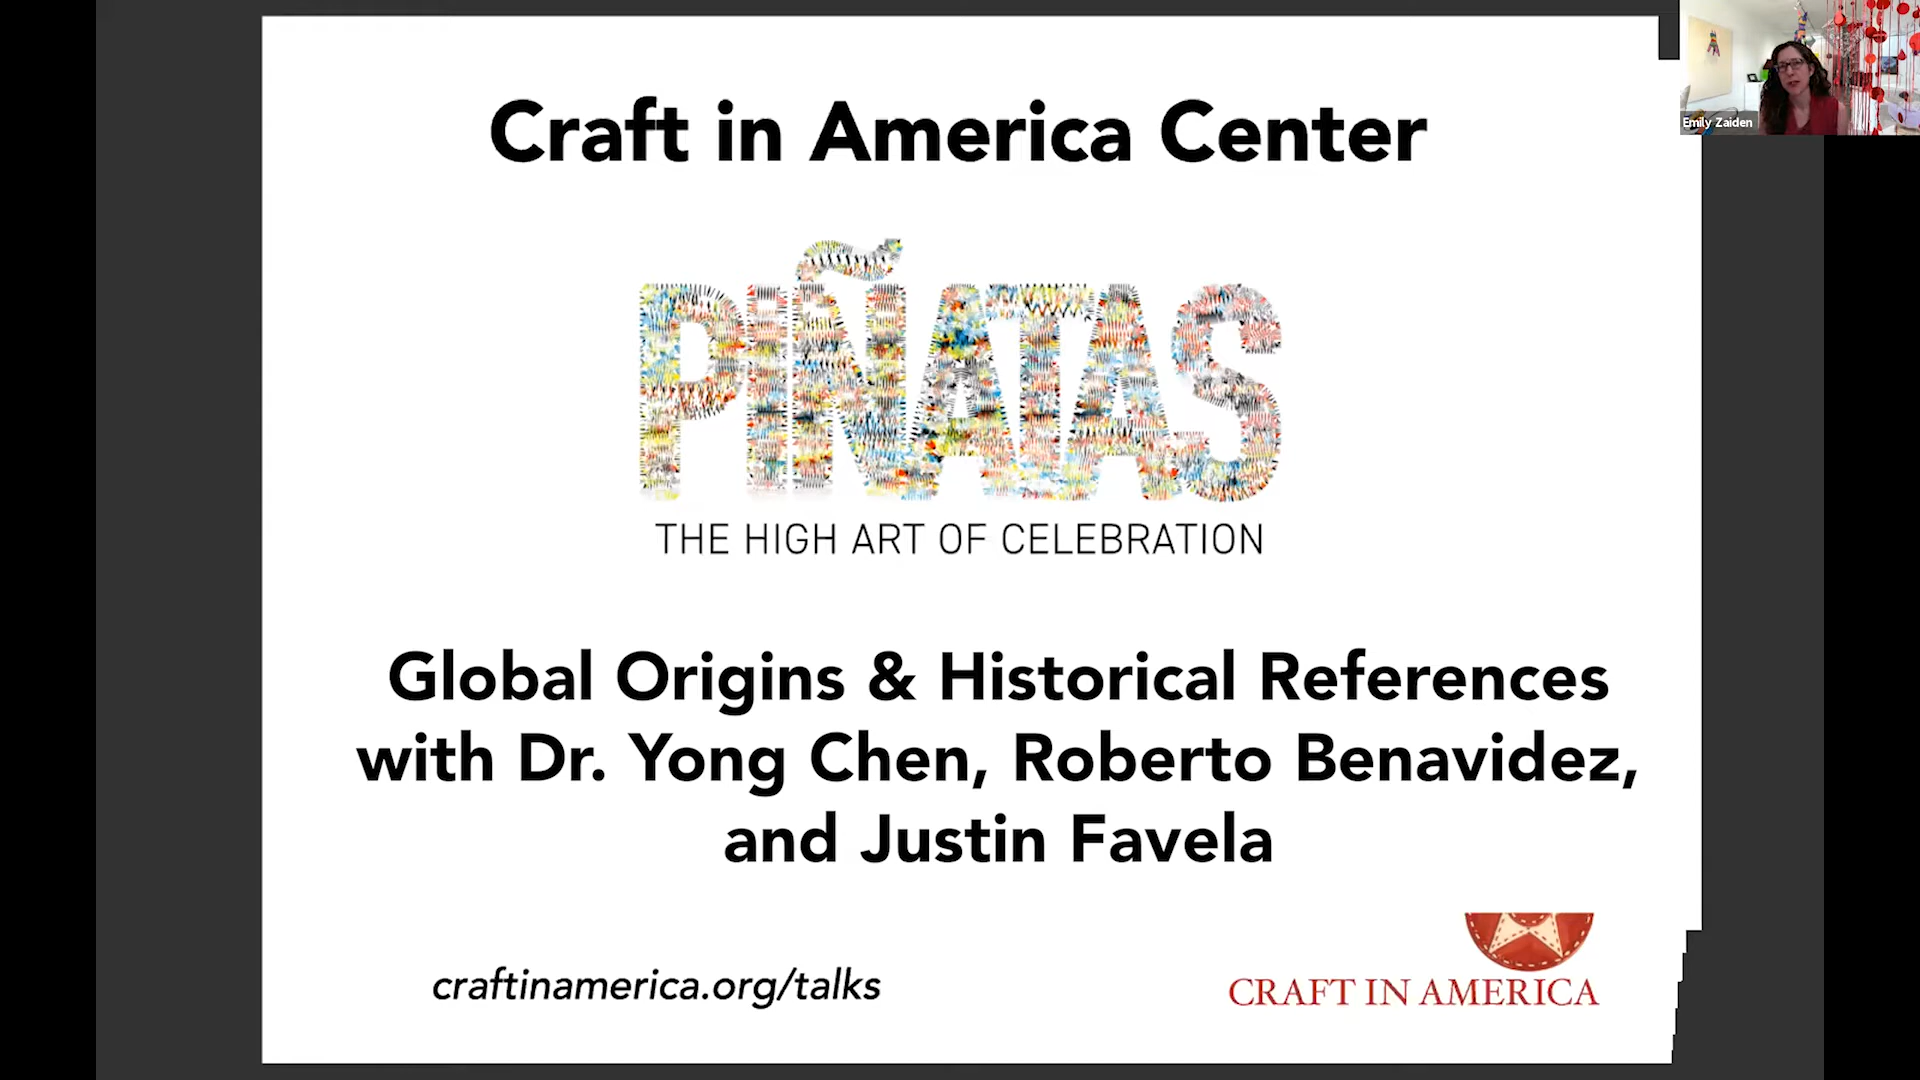 Craft in America Center
PIÑATAS
THE HIGH ART OF CELEBRATION
Global Origins & Historical References
with Dr. Yong Chen, Roberto Benavidez,
and Justin Favela
craftinamerica.org/talks
CRAFT IN AMERICA
Emily Zaiden